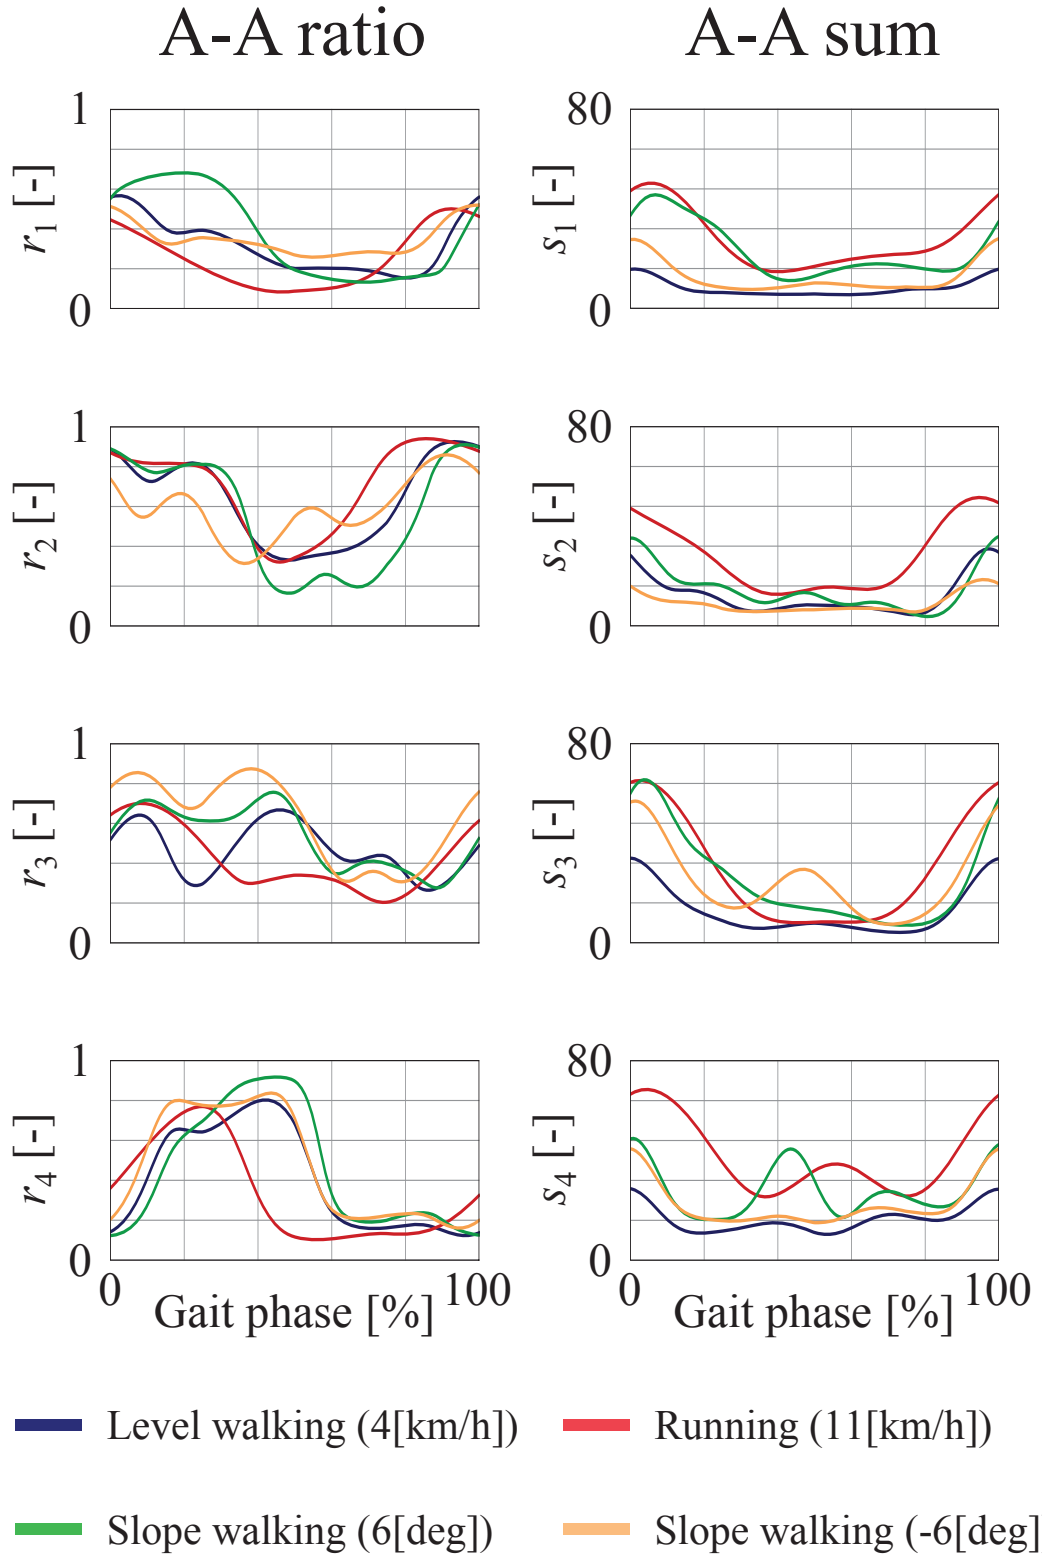 A-A ratio A-A sum
1 80
r1 [-] s1 [-]
0 0
1 80
r2 [-] s2 [-]
0 0
1 80
r3 [-] s3 [-]
0 0
1 80
r4 [-] s4 [-]
0 0
0 100 0 100
Gait phase [%] Gait phase [%]
Level walking (4[km/h]) Running (11[km/h])
Slope walking (6[deg]) Slope walking (-6[deg]